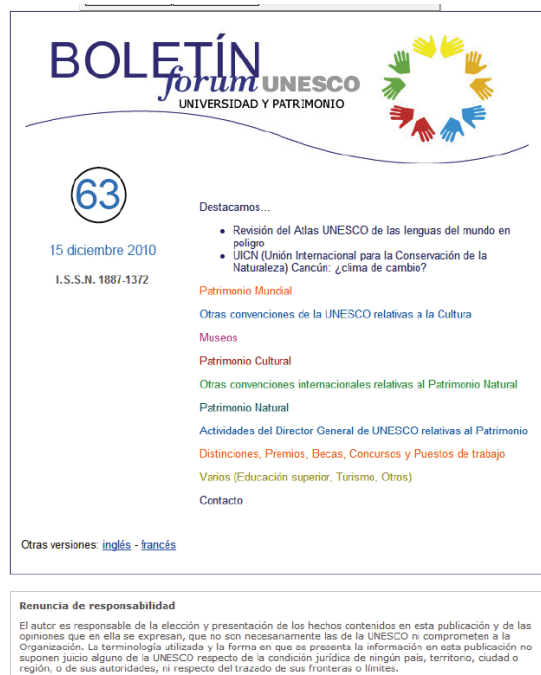 BOLETÍN
forum UNESCO
UNIVERSIDAD Y PATRIMONIO
63
15 diciembre 2010
I.S.S.N. 1887-1372
Destacamos...
• Revisión del Atlas UNESCO de las lenguas del mundo en
peligro
• UICN (Unión Internacional para la Conservación de la
Naturaleza) Cancún: ¿clima de cambio?
Patrimonio Mundial
Otras convenciones de la UNESCO relativas a la Cultura
Museos
Patrimonio Cultural
Otras convenciones internacionales relativas al Patrimonio Natural
Patrimonio Natural
Actividades del Director General de UNESCO relativas al Patrimonio
Distinciones, Premios, Becas, Concursos y Puestos de trabajo
Varios (Educación superior, Turismo, Otros)
Contacto
Otras versiones: inglés - francés
Renuncia de responsabilidad
El autor es responsable de la elección y presentación de los hechos contenidos en esta publicación y de las
opiniones que en ella se expresan, que no son necesariamente las de la UNESCO ni comprometen a la
Organización. La terminología utilizada y la forma en que se presenta la información en esta publicación no
suponen juicio alguno de la UNESCO respecto de la condición jurídica de ningún país, territorio, ciudad o
región, o de sus autoridades, ni respecto del trazado de sus fronteras o límites.